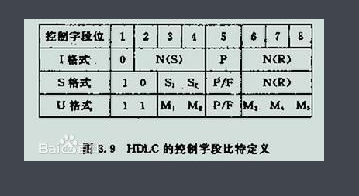 控制字段位 1 2 3 4 5 6 7 8
I 格式 0 N(S) P N(R)
S 格式 1 0 S₁ S₂ P/F N(R)
U 格式 1 1 M₁ M₂ P/F M₃ M₄ M₅
图 3.9 HDLC 的控制字段比特定义
Bai